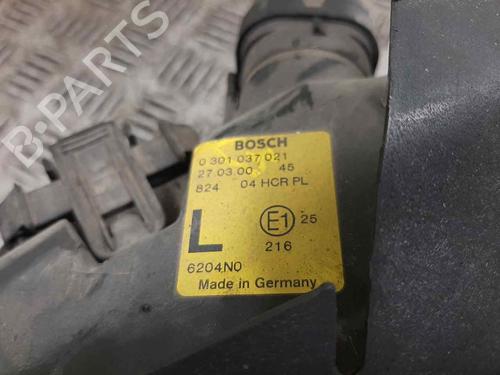 BOSCH
0 301 037 021
27.03.00 45
824 04 HCR PL
L E1 25
216
6204N0
Made in Germany
B-Parts